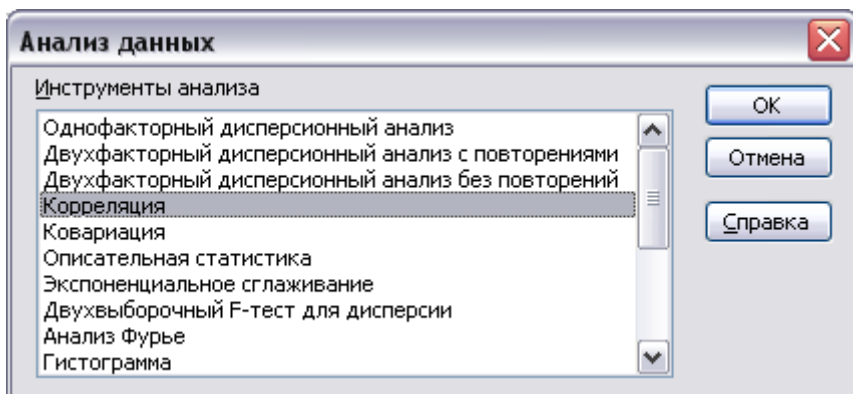 Анализ данных
Инструменты анализа
Однофакторный дисперсионный анализ
Двухфакторный дисперсионный анализ с повторениями
Двухфакторный дисперсионный анализ без повторений
Корреляция
Ковариация
Описательная статистика
Экспоненциальное сглаживание
Двухвыборочный F-тест для дисперсии
Анализ Фурье
Гистограмма
ОК
Отмена
Справка